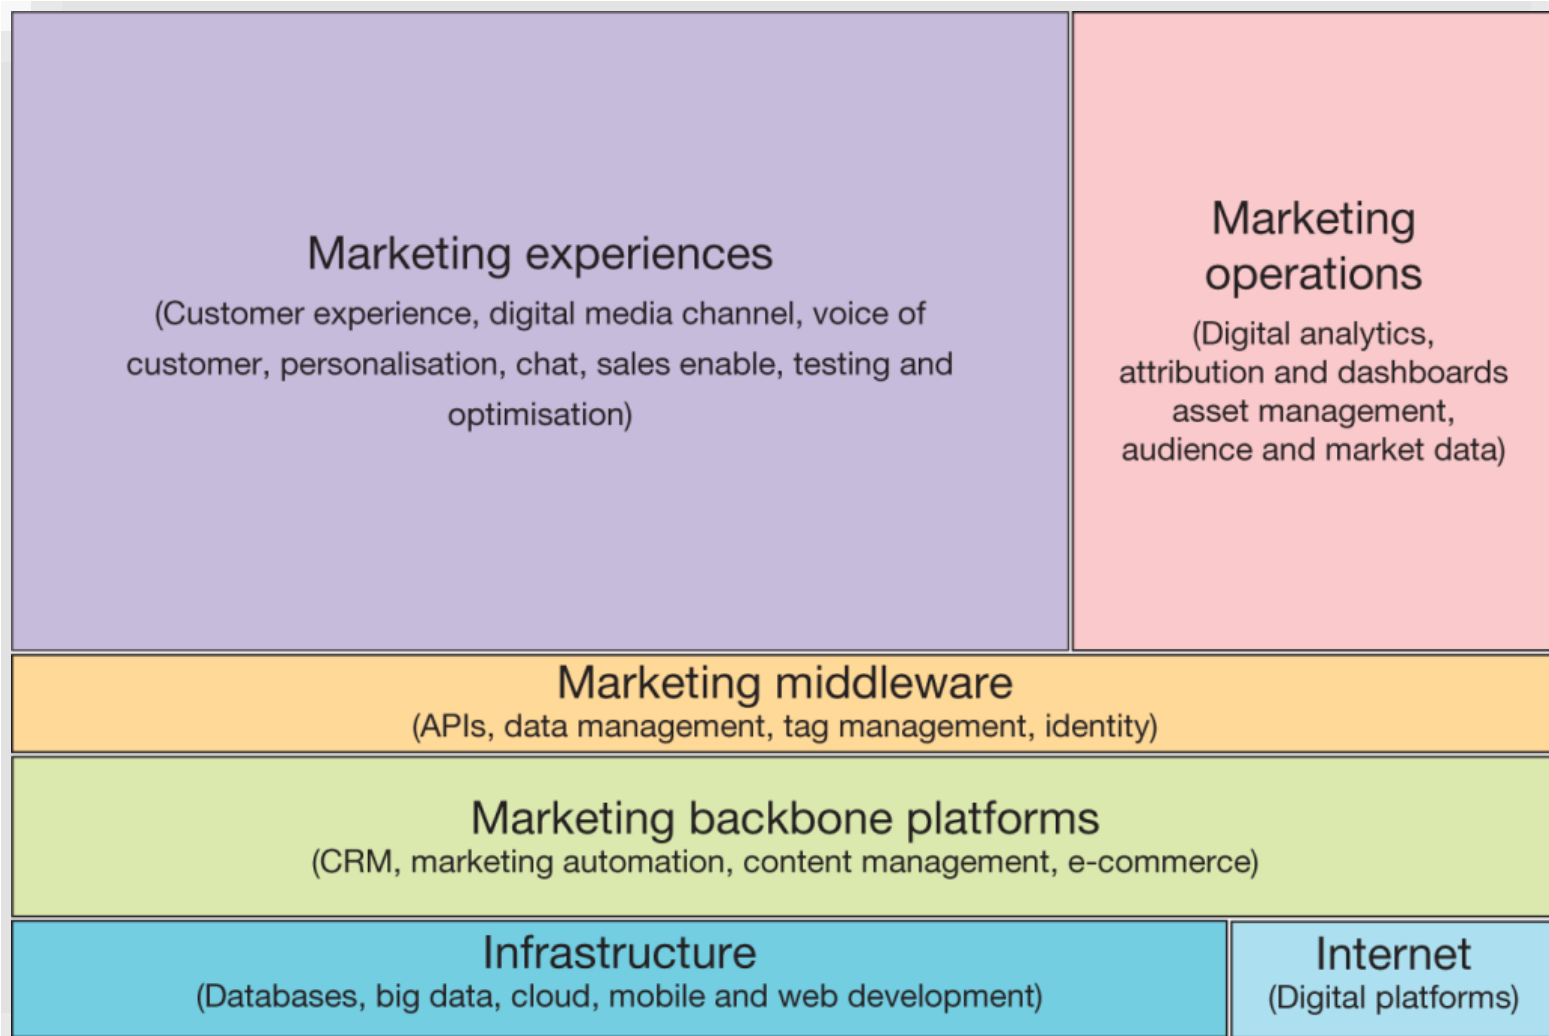 Marketing experiences
(Customer experience, digital media channel, voice of
customer, personalisation, chat, sales enable, testing and
optimisation)
Marketing
operations
(Digital analytics,
attribution and dashboards
asset management,
audience and market data)
Marketing middleware
(APIs, data management, tag management, identity)
Marketing backbone platforms
(CRM, marketing automation, content management, e-commerce)
Infrastructure
(Databases, big data, cloud, mobile and web development)
Internet
(Digital platforms)